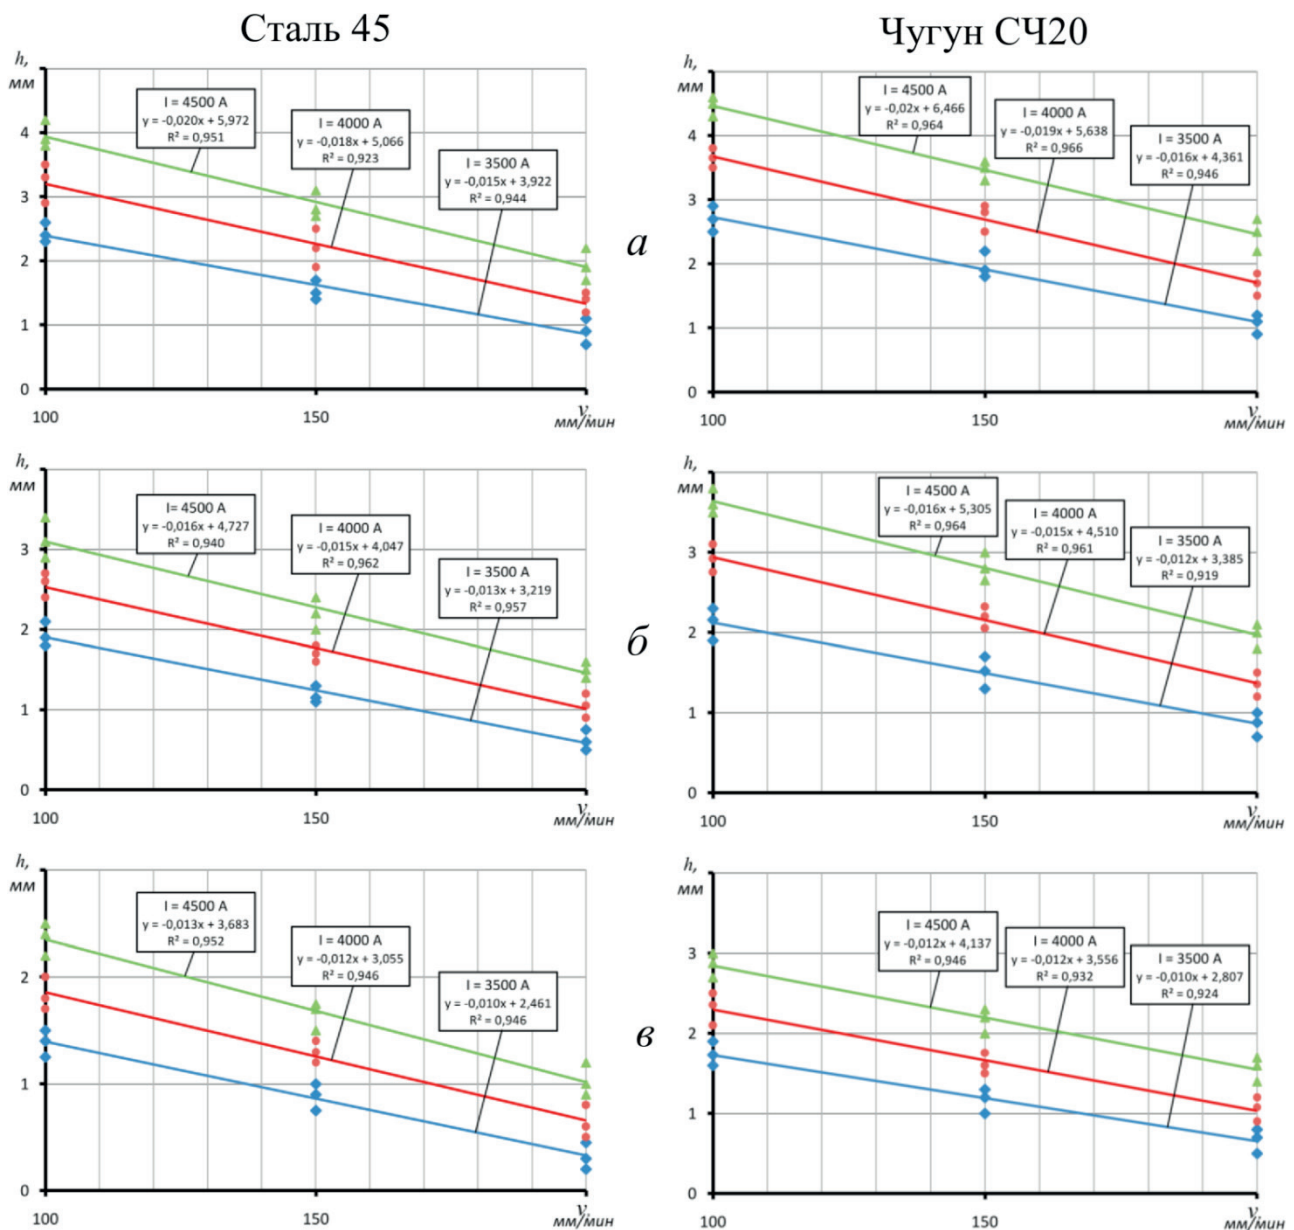 Сталь 45
Чугун СЧ20
h,
мм
4
3
2
1
0
100
150
v,
мм/мин
I = 4500 A
y = -0,020x + 5,972
R² = 0,951
I = 4000 A
y = -0,018x + 5,066
R² = 0,923
I = 3500 A
y = -0,015x + 3,922
R² = 0,944
а
h,
мм
4
3
2
1
0
100
150
v,
мм/мин
I = 4500 A
y = -0,02x + 6,466
R² = 0,964
I = 4000 A
y = -0,019x + 5,638
R² = 0,966
I = 3500 A
y = -0,016x + 4,361
R² = 0,946
h,
мм
3
2
1
0
100
150
v,
мм/мин
I = 4500 A
y = -0,016x + 4,727
R² = 0,940
I = 4000 A
y = -0,015x + 4,047
R² = 0,962
I = 3500 A
y = -0,013x + 3,219
R² = 0,957
б
h,
мм
3
2
1
0
100
150
v,
мм/мин
I = 4500 A
y = -0,016x + 5,305
R² = 0,964
I = 4000 A
y = -0,015x + 4,510
R² = 0,961
I = 3500 A
y = -0,012x + 3,385
R² = 0,919
h,
мм
2
1
0
100
150
v,
мм/мин
I = 4500 A
y = -0,013x + 3,683
R² = 0,952
I = 4000 A
y = -0,012x + 3,055
R² = 0,946
I = 3500 A
y = -0,010x + 2,461
R² = 0,946
в
h,
мм
3
2
1
0
100
150
v,
мм/мин
I = 4500 A
y = -0,012x + 4,137
R² = 0,946
I = 4000 A
y = -0,012x + 3,556
R² = 0,932
I = 3500 A
y = -0,010x + 2,807
R² = 0,924